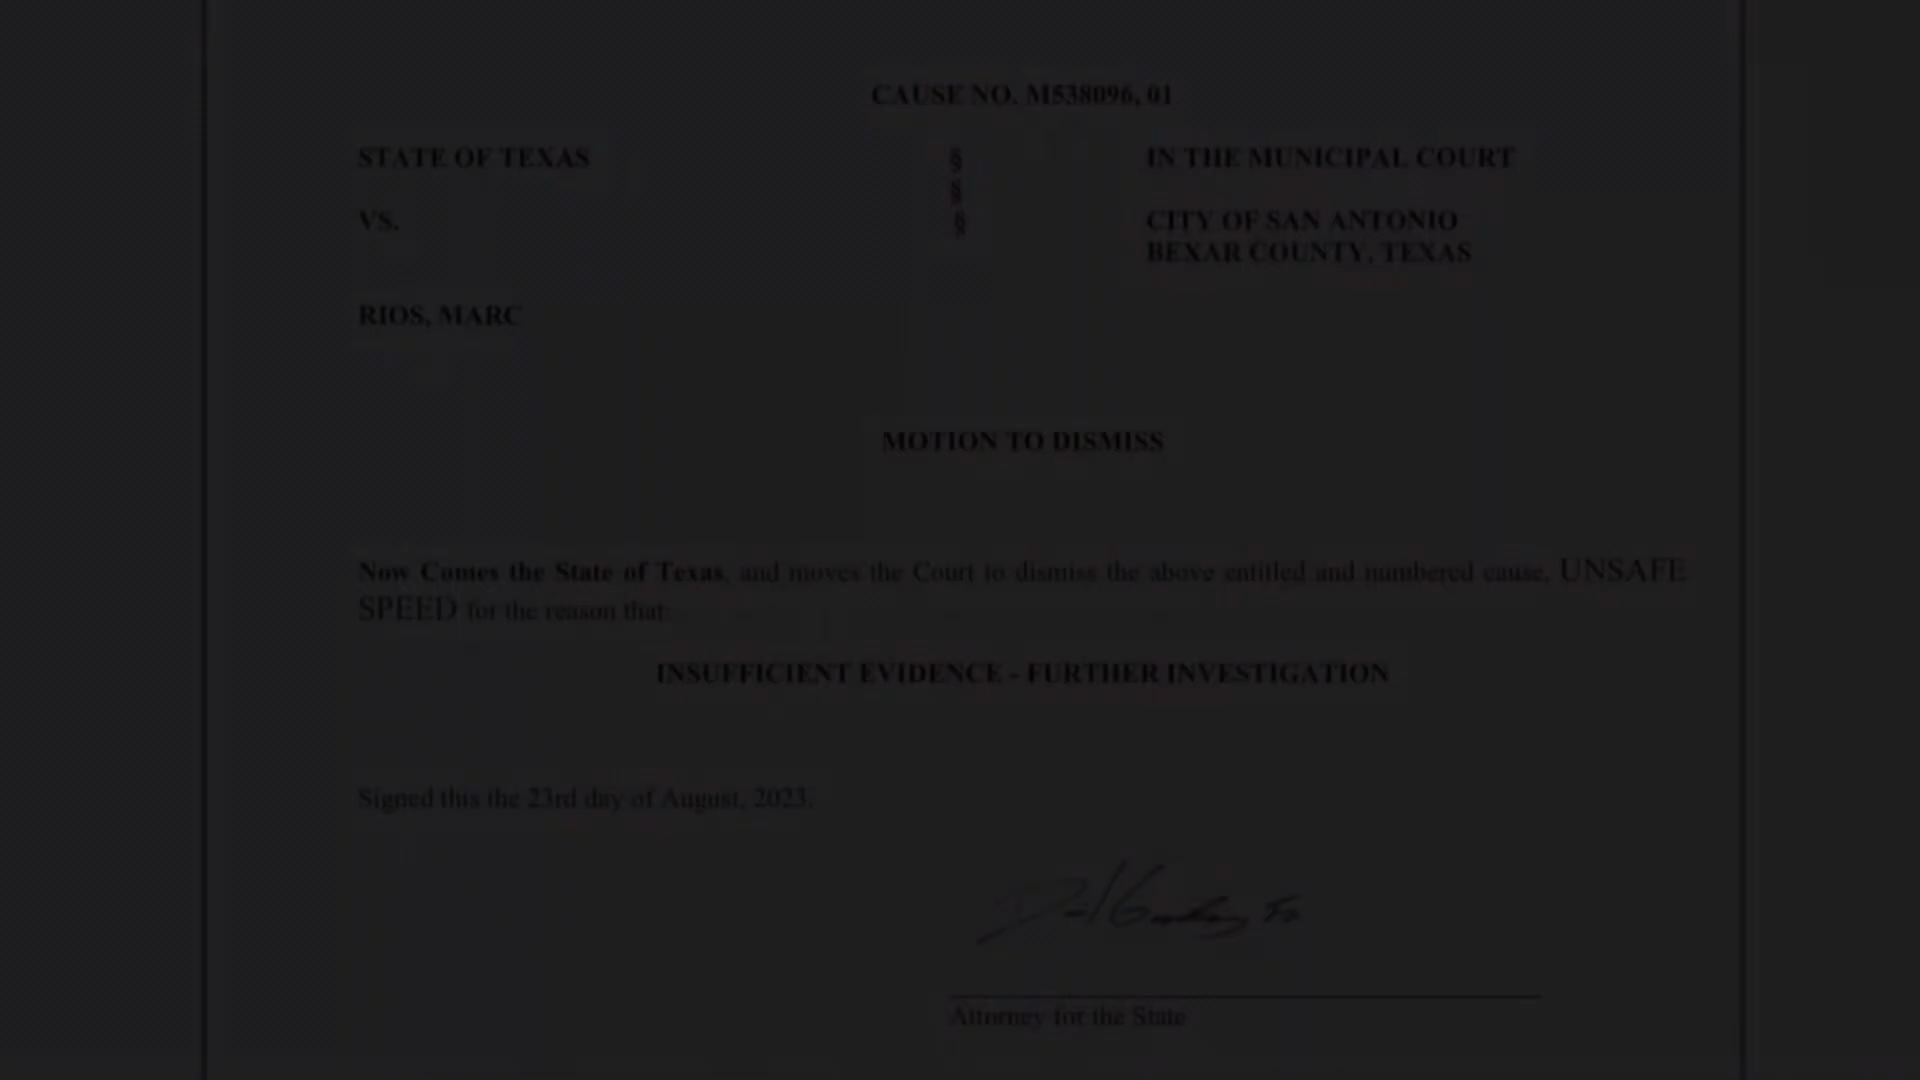 CAUSE NO. M538096, 01
STATE OF TEXAS § IN THE MUNICIPAL COURT
§
VS. § CITY OF SAN ANTONIO
BEXAR COUNTY, TEXAS
RIOS, MARC
MOTION TO DISMISS
Now Comes the State of Texas, and moves the Court to dismiss the above entitled and numbered cause, UNSAFE
SPEED for the reason that:
INSUFFICIENT EVIDENCE - FURTHER INVESTIGATION
Signed this the 23rd day of August, 2023.
Attorney for the State